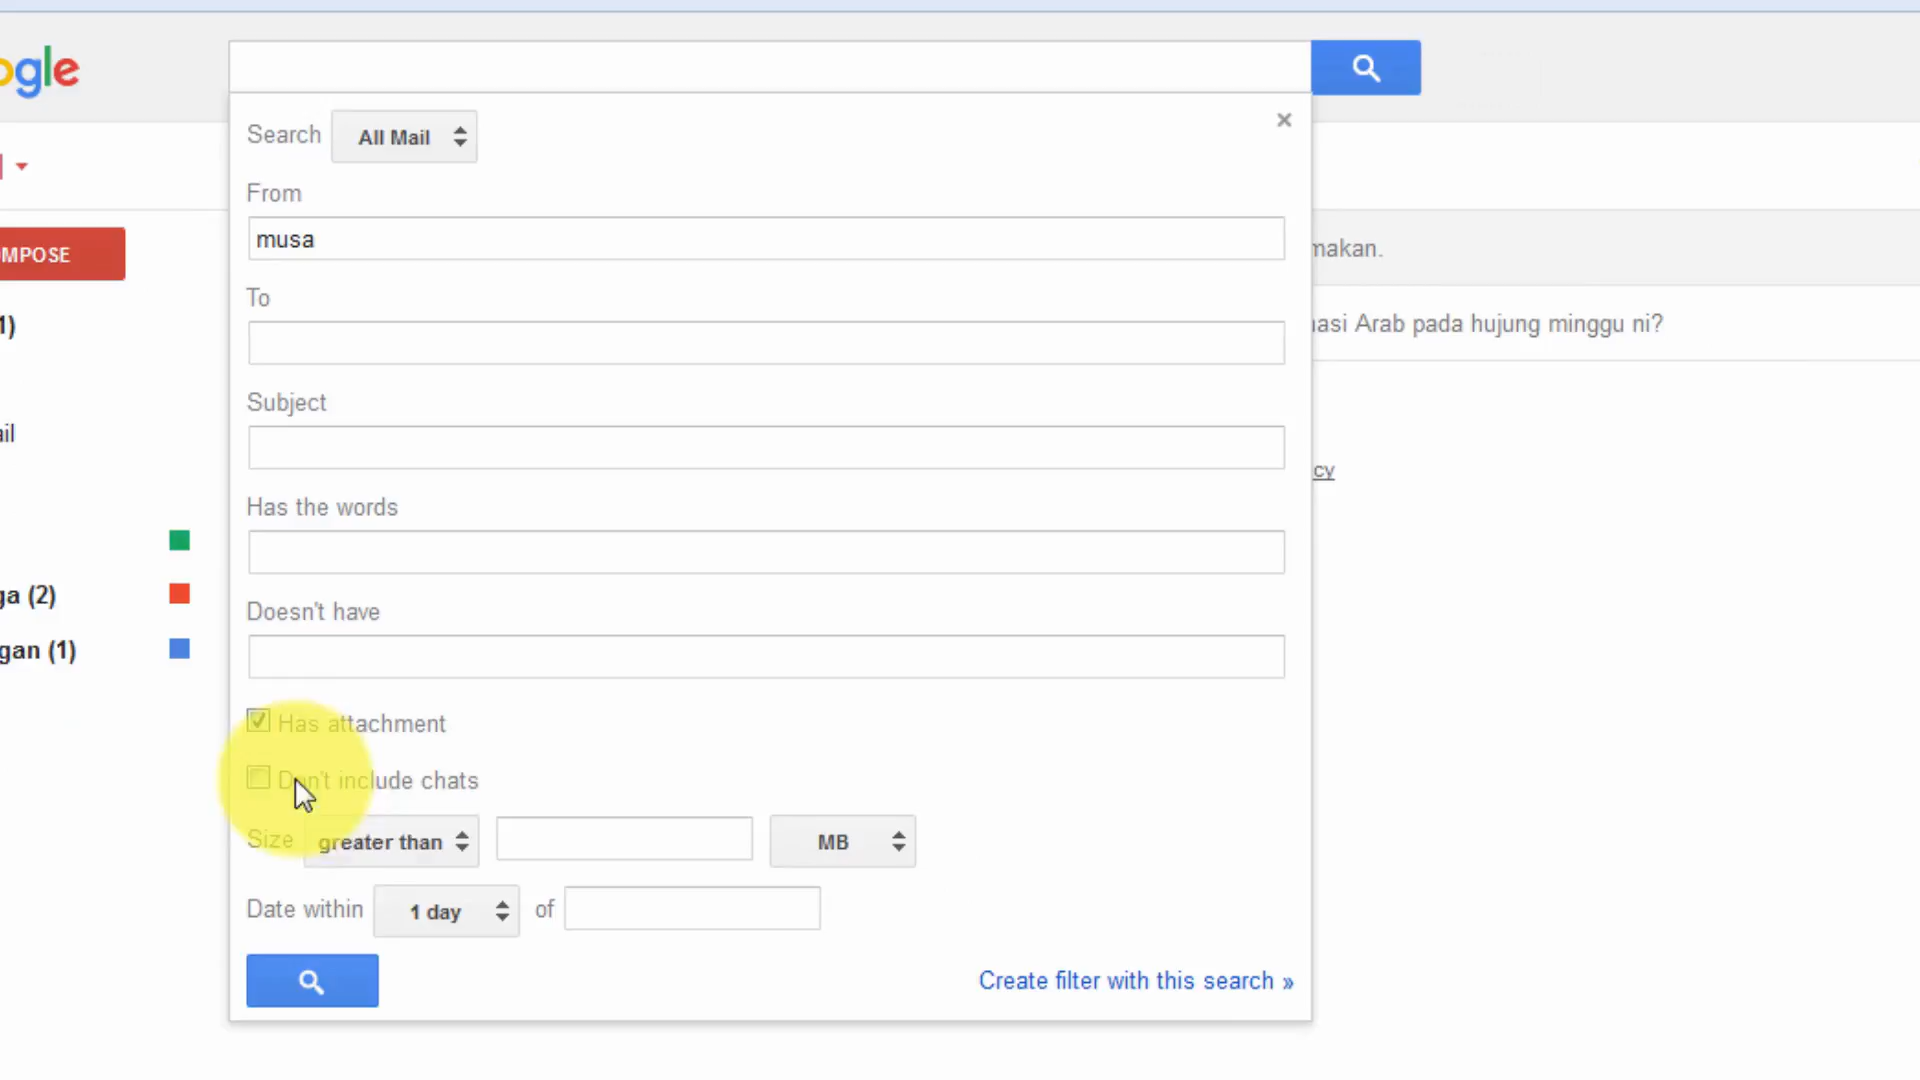 ogle
Search All Mail
From
musa
MPOSE
makan.
To
1)
asi Arab pada hujung minggu ni?
Subject
ail
cy
Has the words
ga (2)
Doesn't have
gan (1)
Has attachment
Don't include chats
Size greater than MB
Date within 1 day of
Create filter with this search »